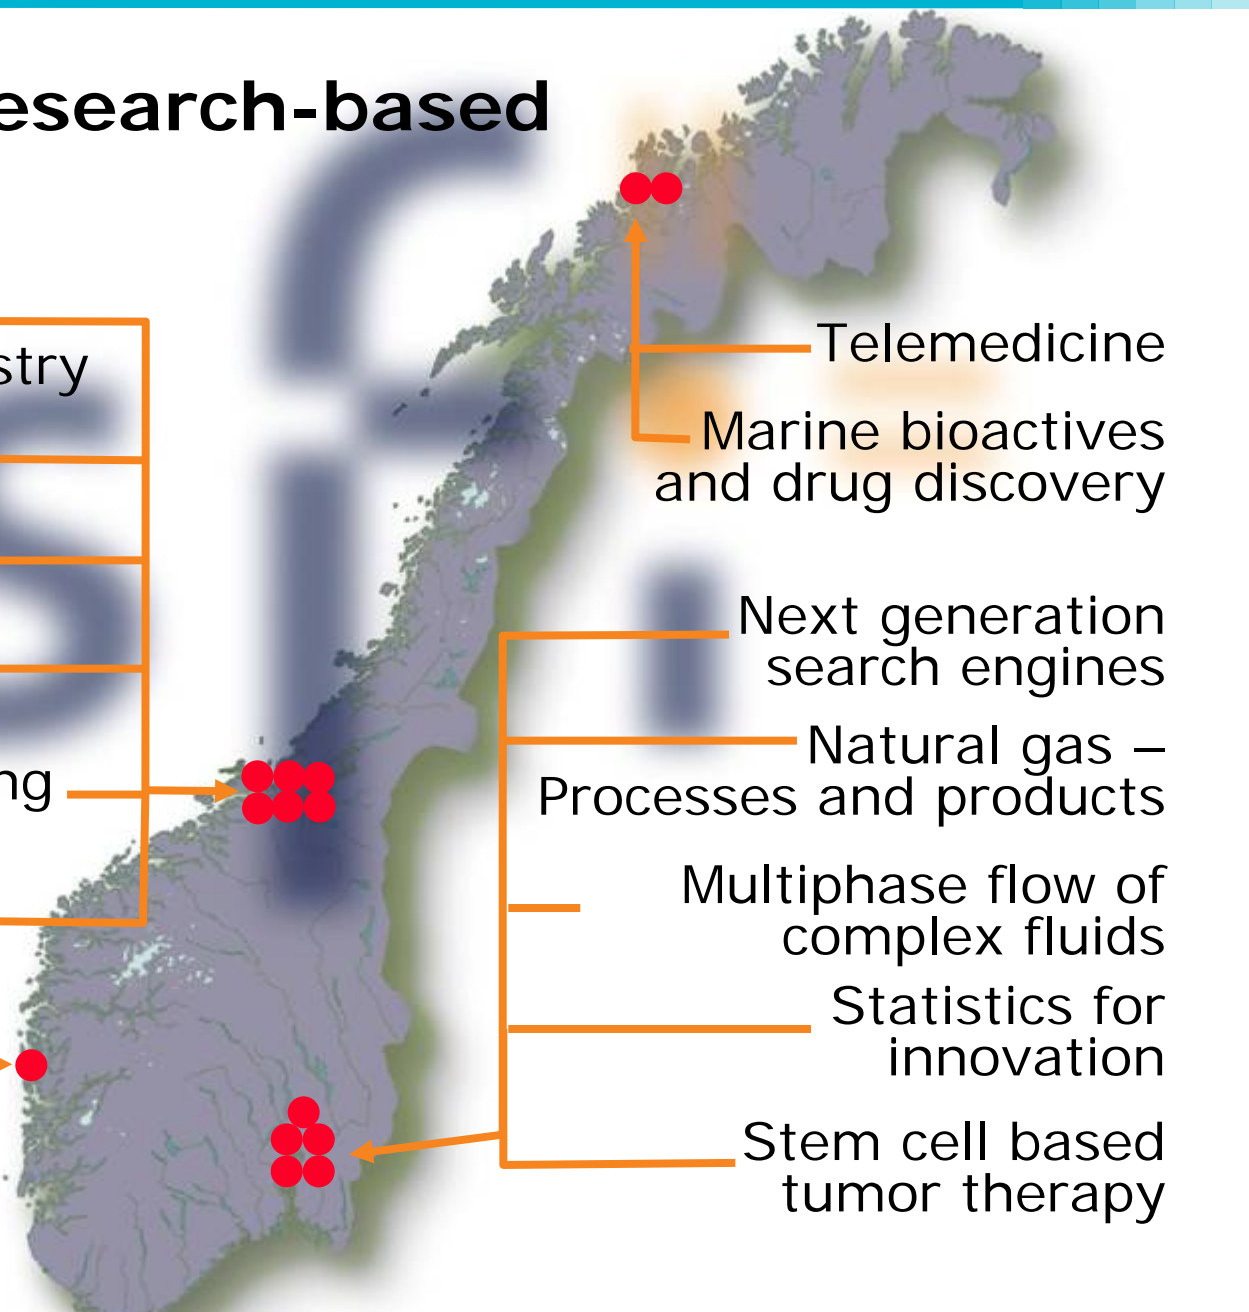 esearch-based
stry
ng
Telemedicine
Marine bioactives
and drug discovery
Next generation
search engines
Natural gas –
Processes and products
Multiphase flow of
complex fluids
Statistics for
innovation
Stem cell based
tumor therapy
sfi